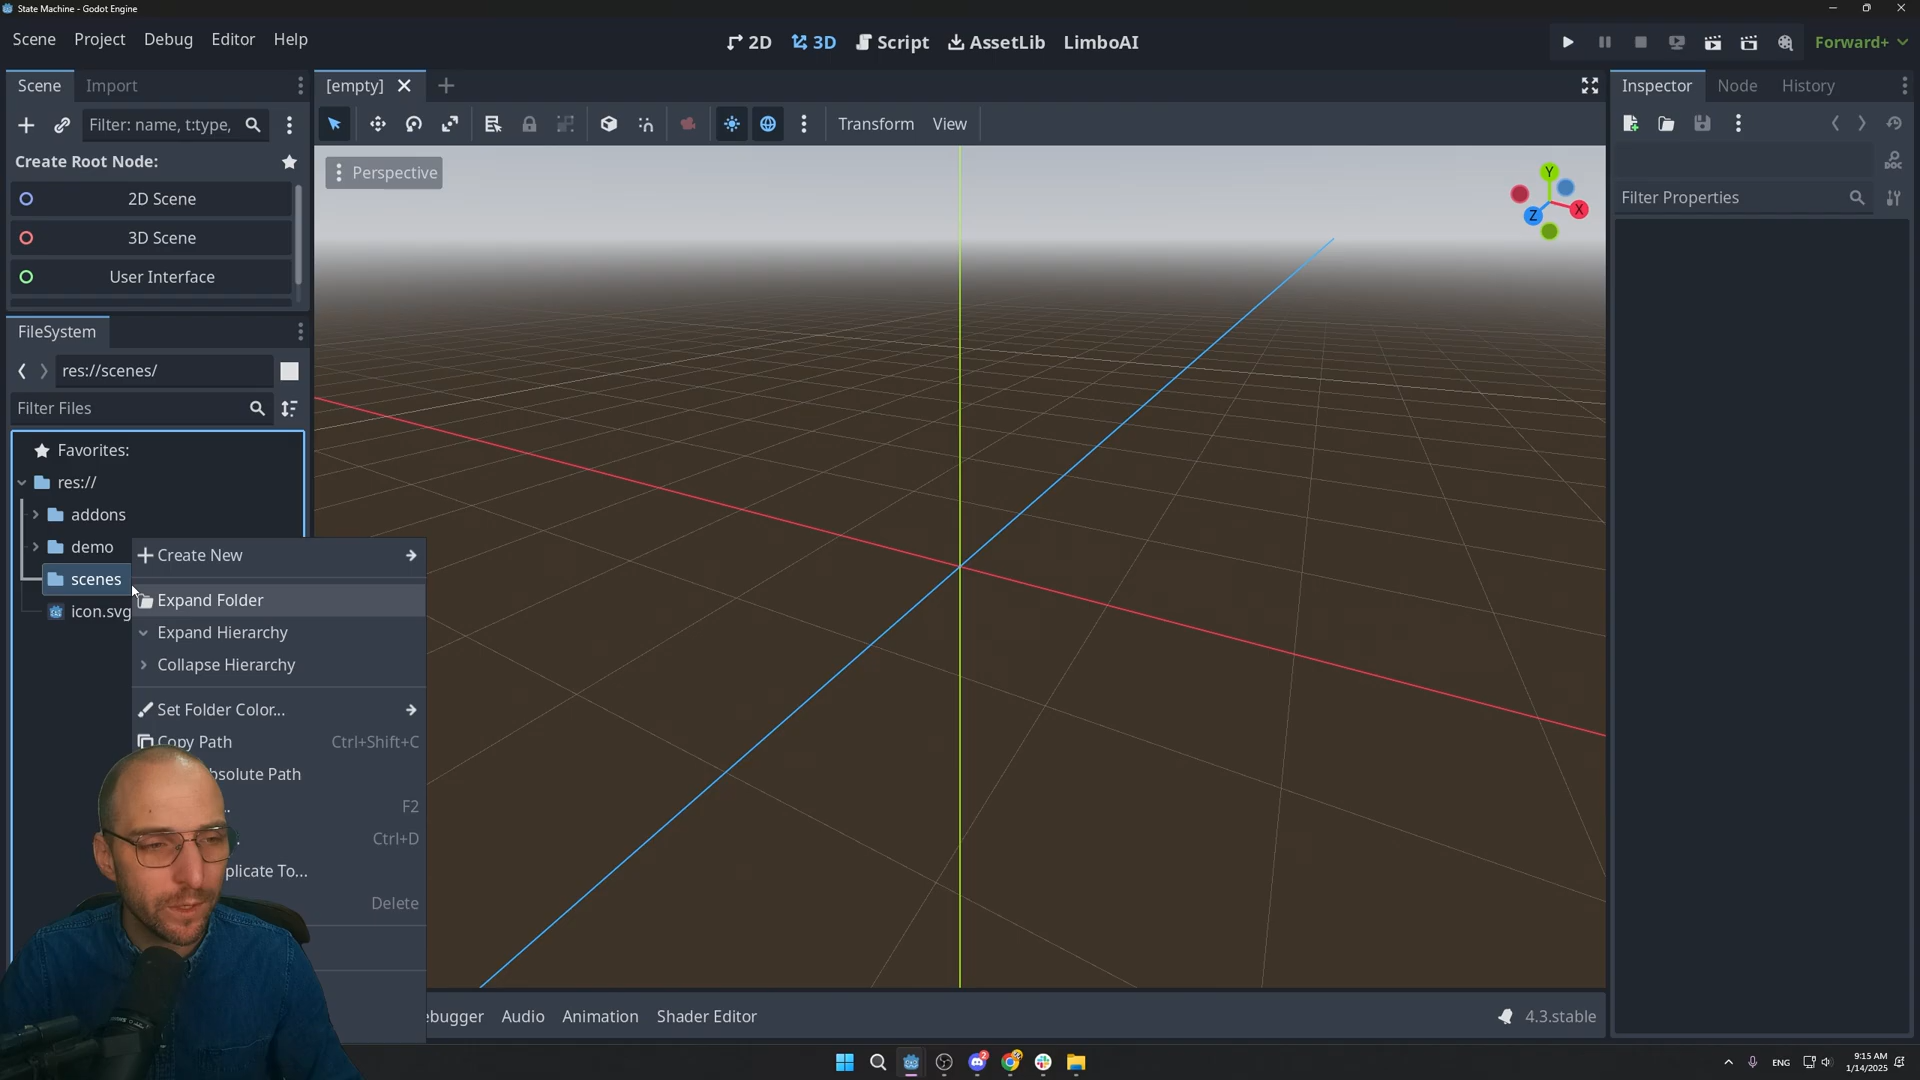 State Machine - Godot Engine
Scene Project Debug Editor Help
2D 3D Script AssetLib LimboAI
Forward+
Scene Import
[empty]
Inspector Node History
Filter: name, t:type,
Transform View
Create Root Node:
Perspective
Y
X
Z
DOC
Filter Properties
2D Scene
3D Scene
User Interface
FileSystem
res://scenes/
Filter Files
Favorites:
res://
addons
demo
scenes
icon.svg
Create New
Expand Folder
Expand Hierarchy
Collapse Hierarchy
Set Folder Color...
Copy Path Ctrl+Shift+C
bsolute Path
F2
Ctrl+D
plicate To...
Delete
ebugger Audio Animation Shader Editor
4.3.stable
2
ENG
9:15 AM
1/14/2025